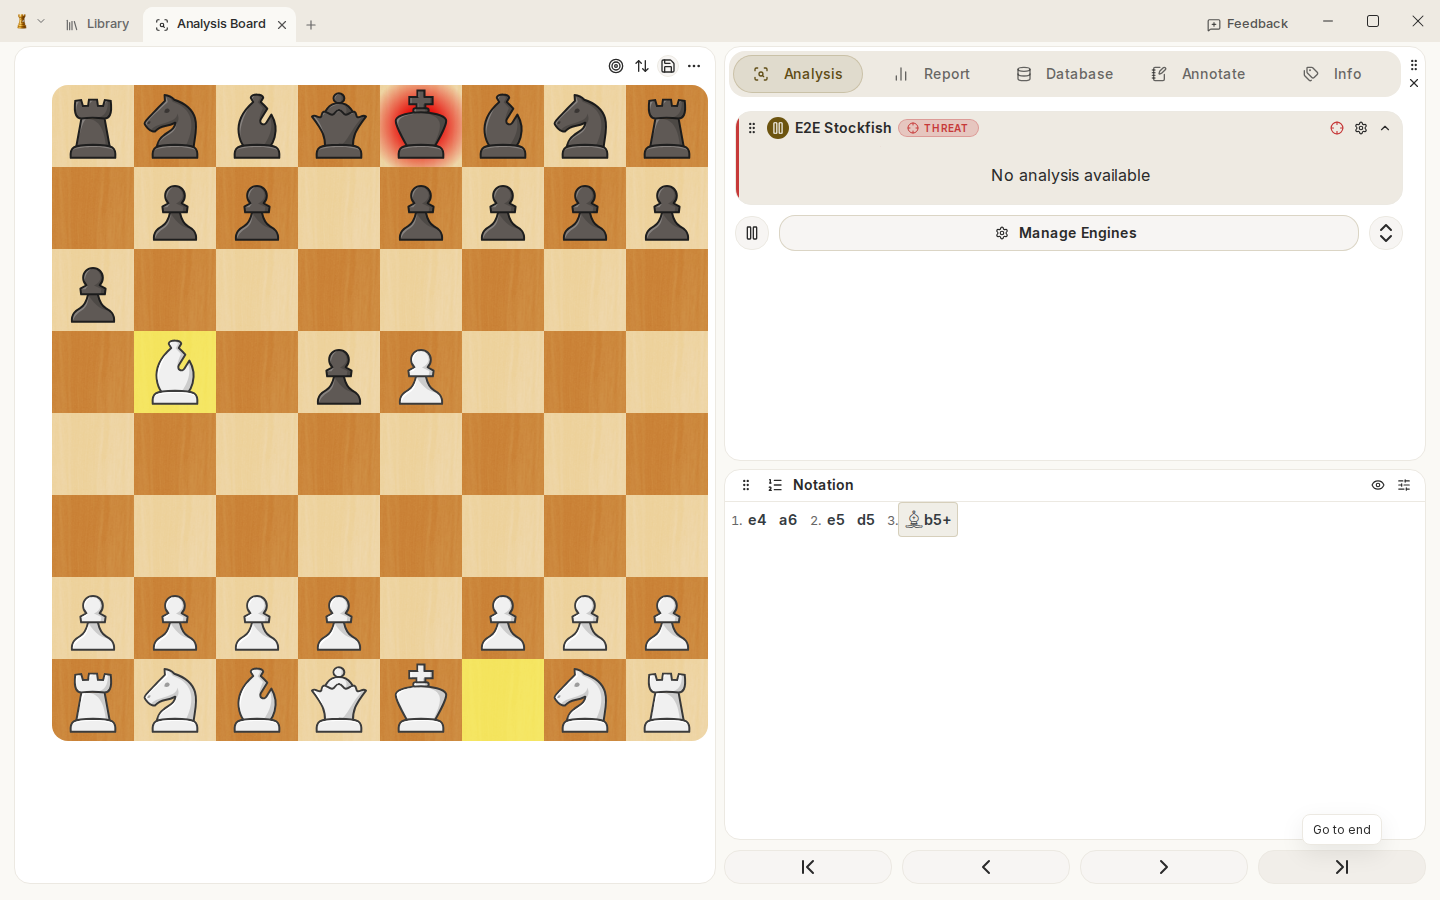 Library
Analysis Board
Feedback
Analysis
Report
Database
Annotate
Info
E2E Stockfish
THREAT
No analysis available
Manage Engines
Notation
1. e4 a6 2. e5 d5 3. b5+
Go to end